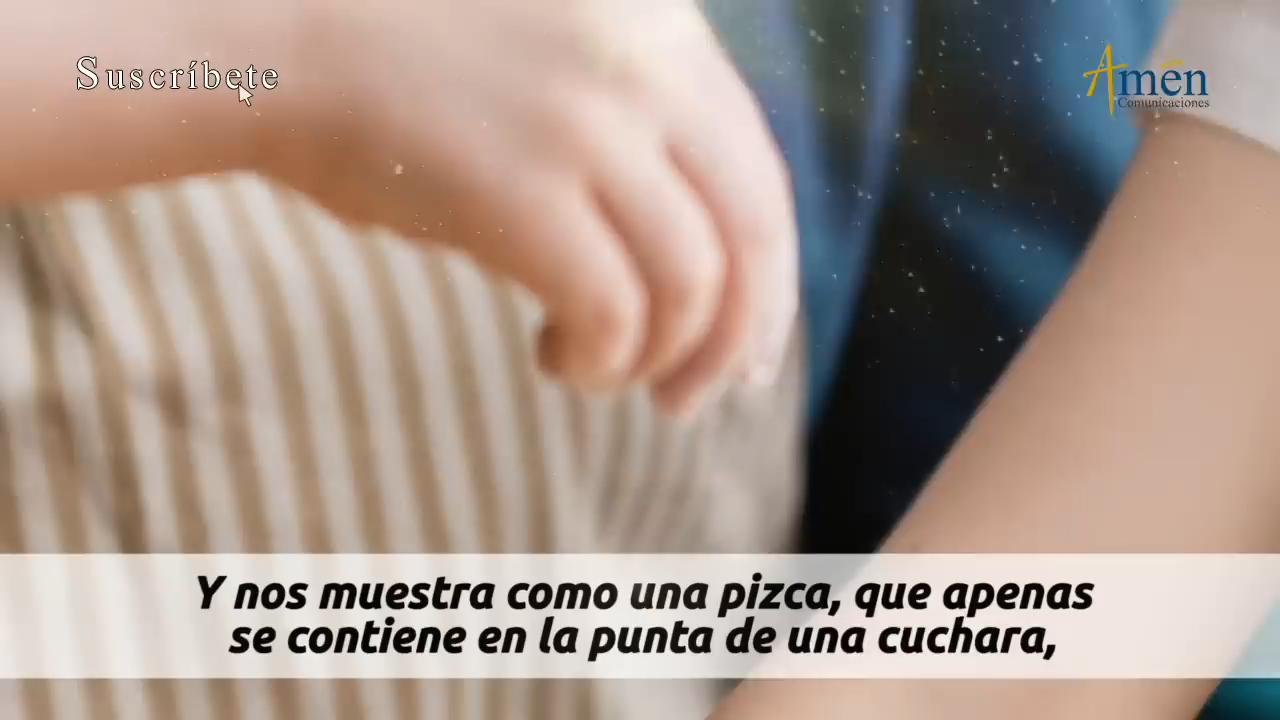 Suscríbete
Amén
Comunicaciones
Y nos muestra como una pizca, que apenas
se contiene en la punta de una cuchara,